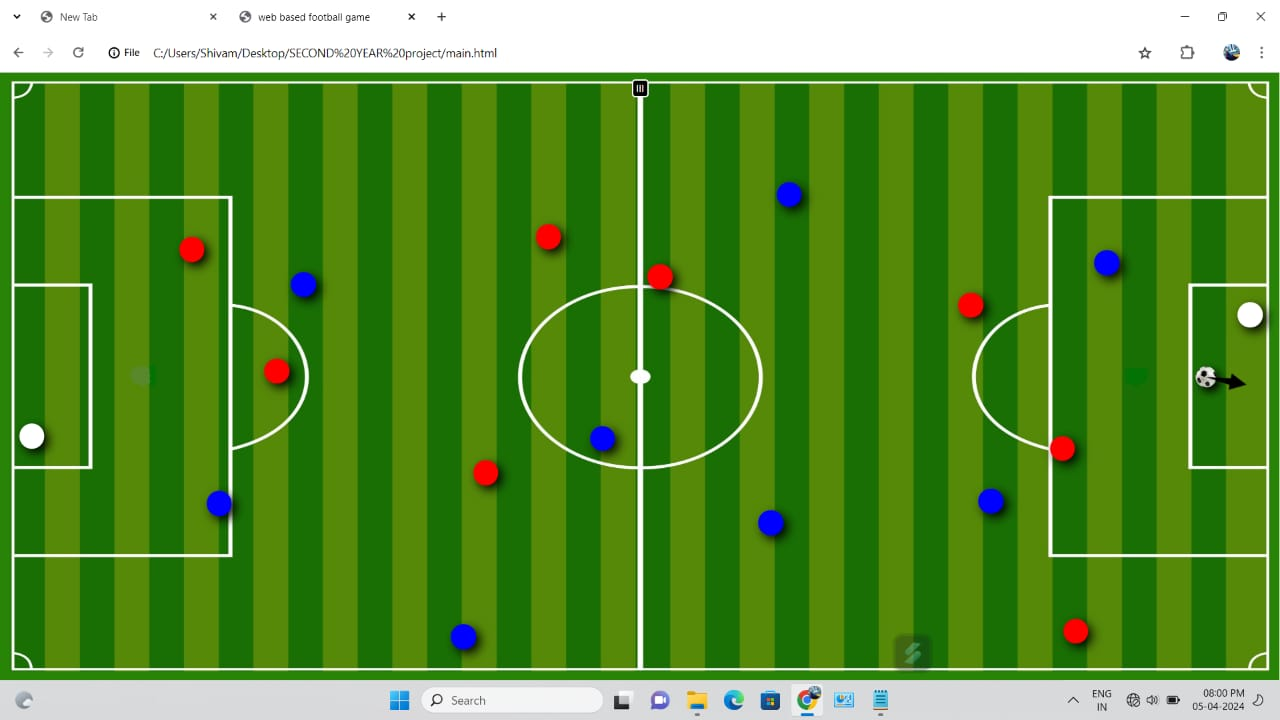 New Tab
web based football game
File
C:/Users/Shivam/Desktop/SECOND%20YEAR%20project/main.html
Search
ENG
IN
08:00 PM
05-04-2024